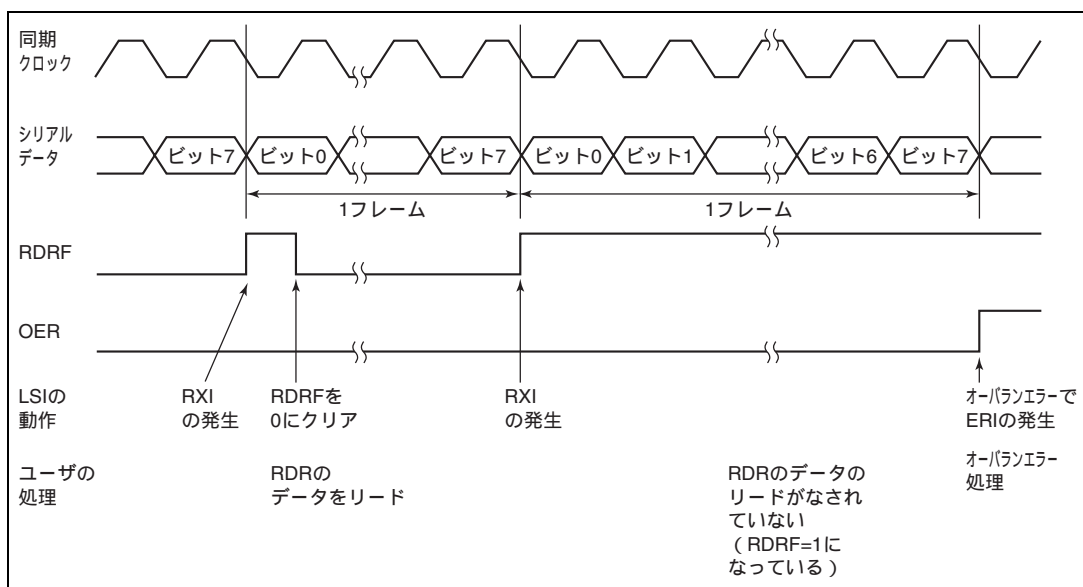 同期
クロック
シリアル
データ
ビット7 ビット0 ビット7 ビット0 ビット1 ビット6 ビット7
1フレーム 1フレーム
RDRF
OER
LSIの
動作
RXI
の発生
RDRFを
0にクリア
RXI
の発生
オーバランエラーで
ERIの発生
ユーザの
処理
RDRの
データをリード
RDRのデータの
リードがなされ
ていない
(RDRF=1に
なっている)
オーバランエラー
処理